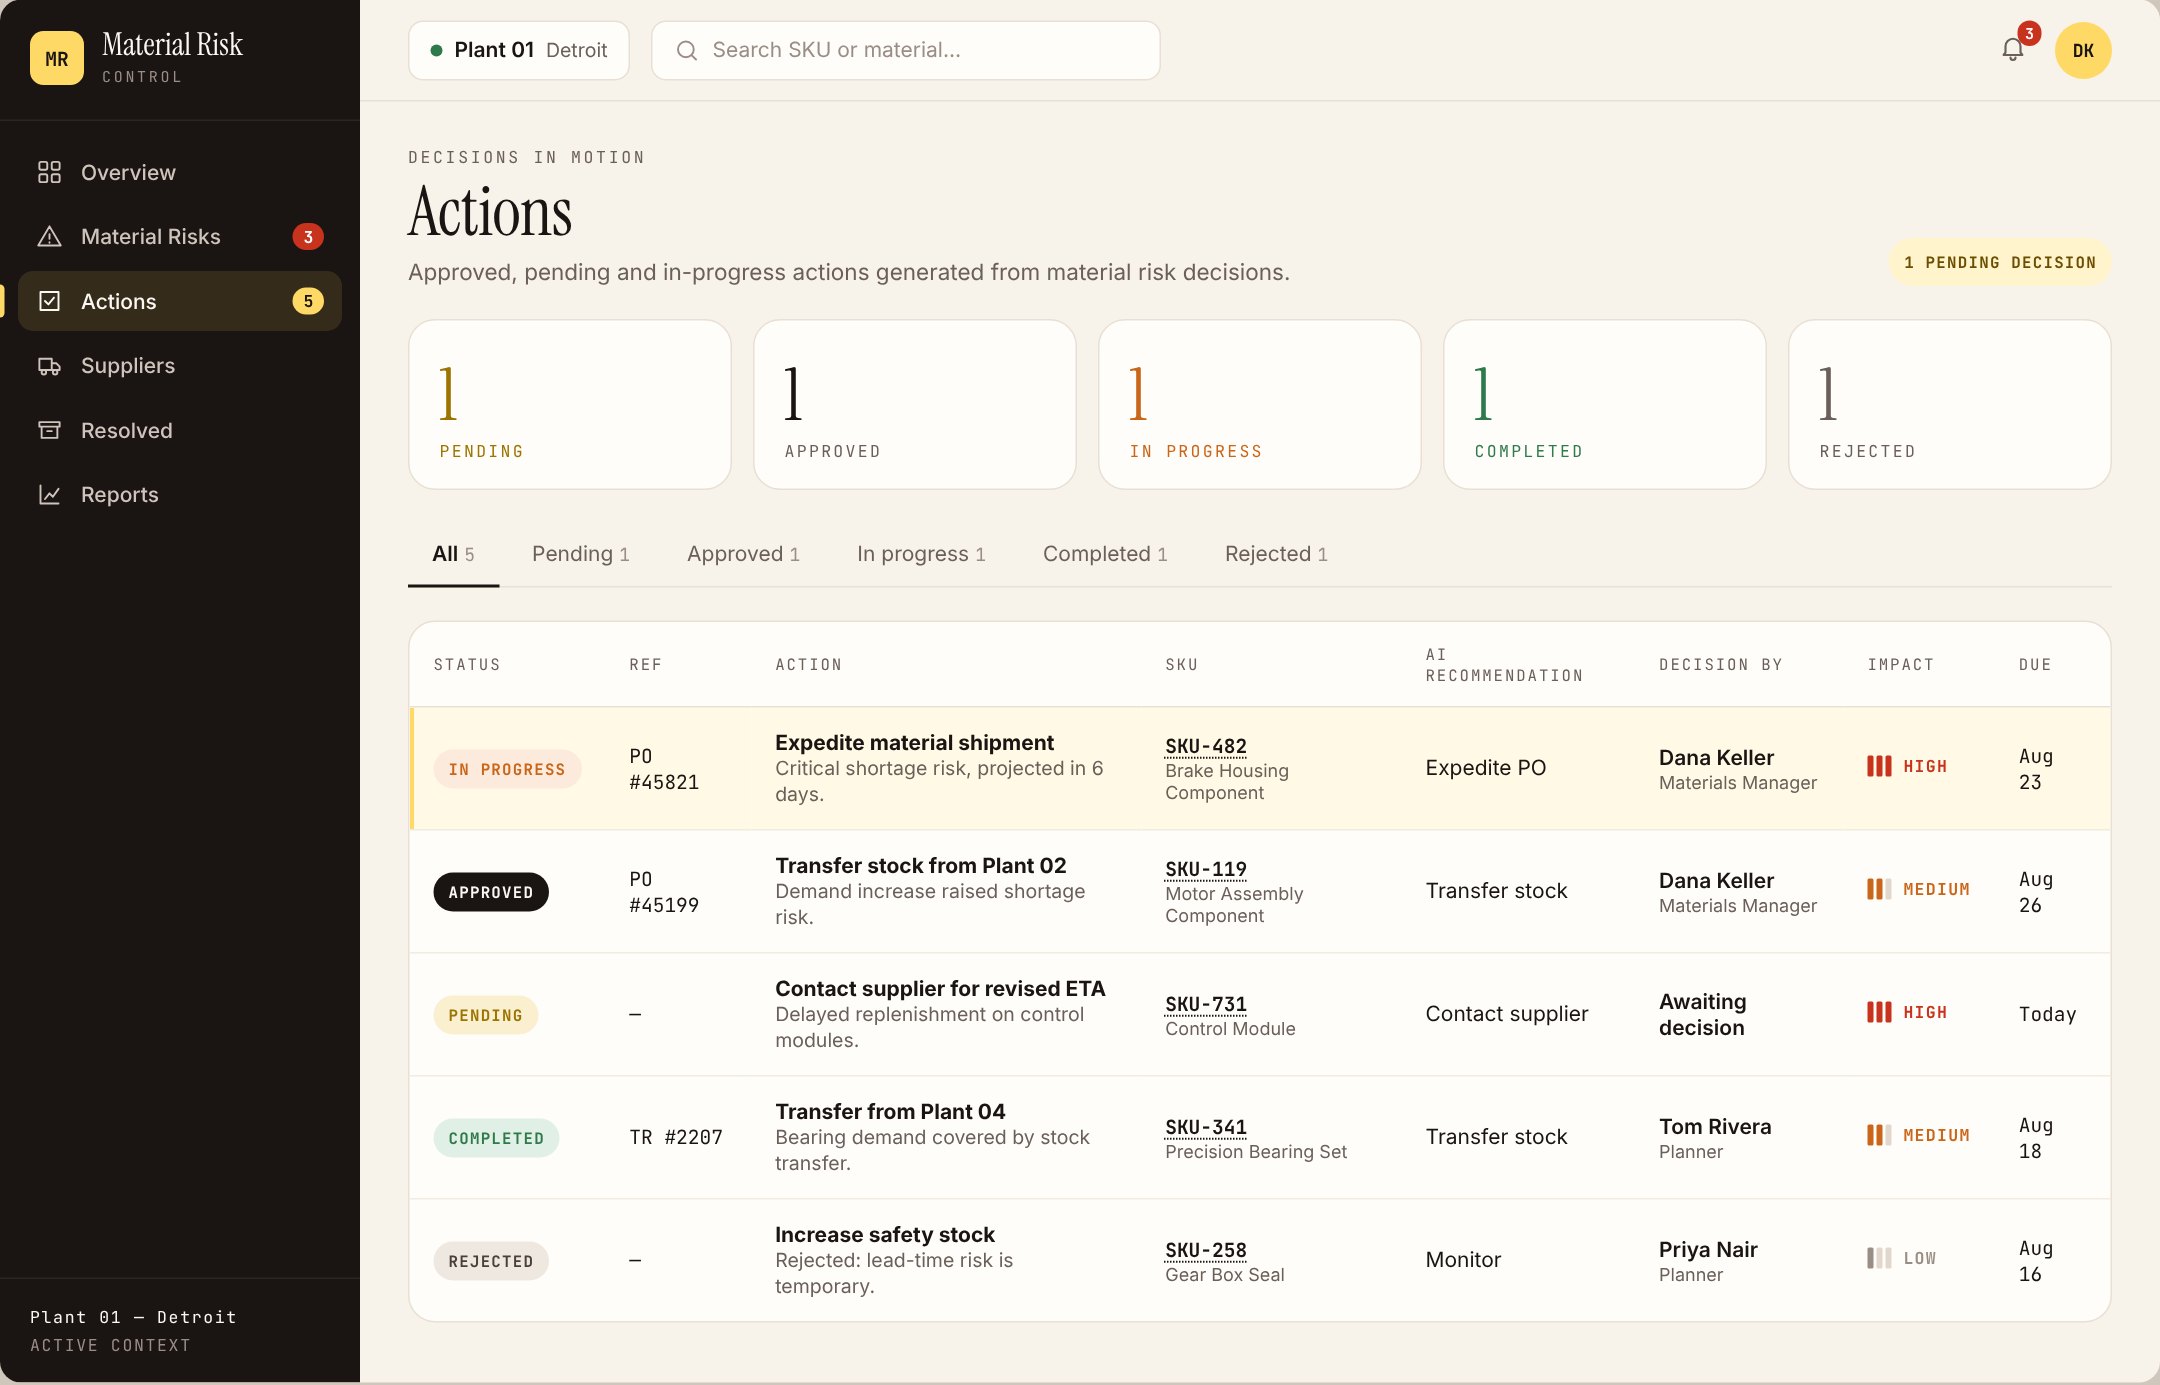 MR
Material Risk
CONTROL
Overview
Material Risks 3
Actions 5
Suppliers
Resolved
Reports
Plant 01 — Detroit
ACTIVE CONTEXT
Plant 01 Detroit
Search SKU or material...
3
DK
DECISIONS IN MOTION
Actions
Approved, pending and in-progress actions generated from material risk decisions.
1 PENDING DECISION
1
PENDING
1
APPROVED
1
IN PROGRESS
1
COMPLETED
1
REJECTED
All 5
Pending 1
Approved 1
In progress 1
Completed 1
Rejected 1
STATUS
REF
ACTION
SKU
AI
RECOMMENDATION
DECISION BY
IMPACT
DUE
IN PROGRESS
PO
#45821
Expedite material shipment
Critical shortage risk, projected in 6
days.
SKU-482
Brake Housing
Component
Expedite PO
Dana Keller
Materials Manager
HIGH
Aug
23
APPROVED
PO
#45199
Transfer stock from Plant 02
Demand increase raised shortage
risk.
SKU-119
Motor Assembly
Component
Transfer stock
Dana Keller
Materials Manager
MEDIUM
Aug
26
PENDING
—
Contact supplier for revised ETA
Delayed replenishment on control
modules.
SKU-731
Control Module
Contact supplier
Awaiting
decision
HIGH
Today
COMPLETED
TR #2207
Transfer from Plant 04
Bearing demand covered by stock
transfer.
SKU-341
Precision Bearing Set
Transfer stock
Tom Rivera
Planner
MEDIUM
Aug
18
REJECTED
—
Increase safety stock
Rejected: lead-time risk is
temporary.
SKU-258
Gear Box Seal
Monitor
Priya Nair
Planner
LOW
Aug
16